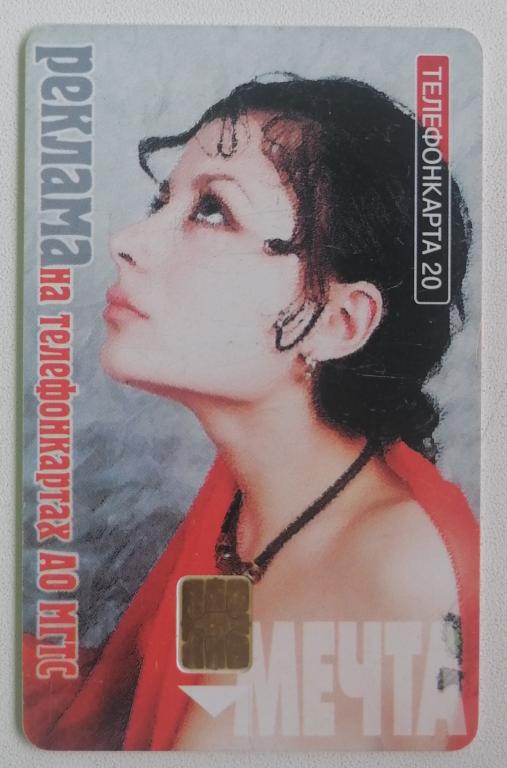 реклама
на телефонкартах АО МГТС
ТЕЛЕФОНКАРТА 20
МЕЧТА